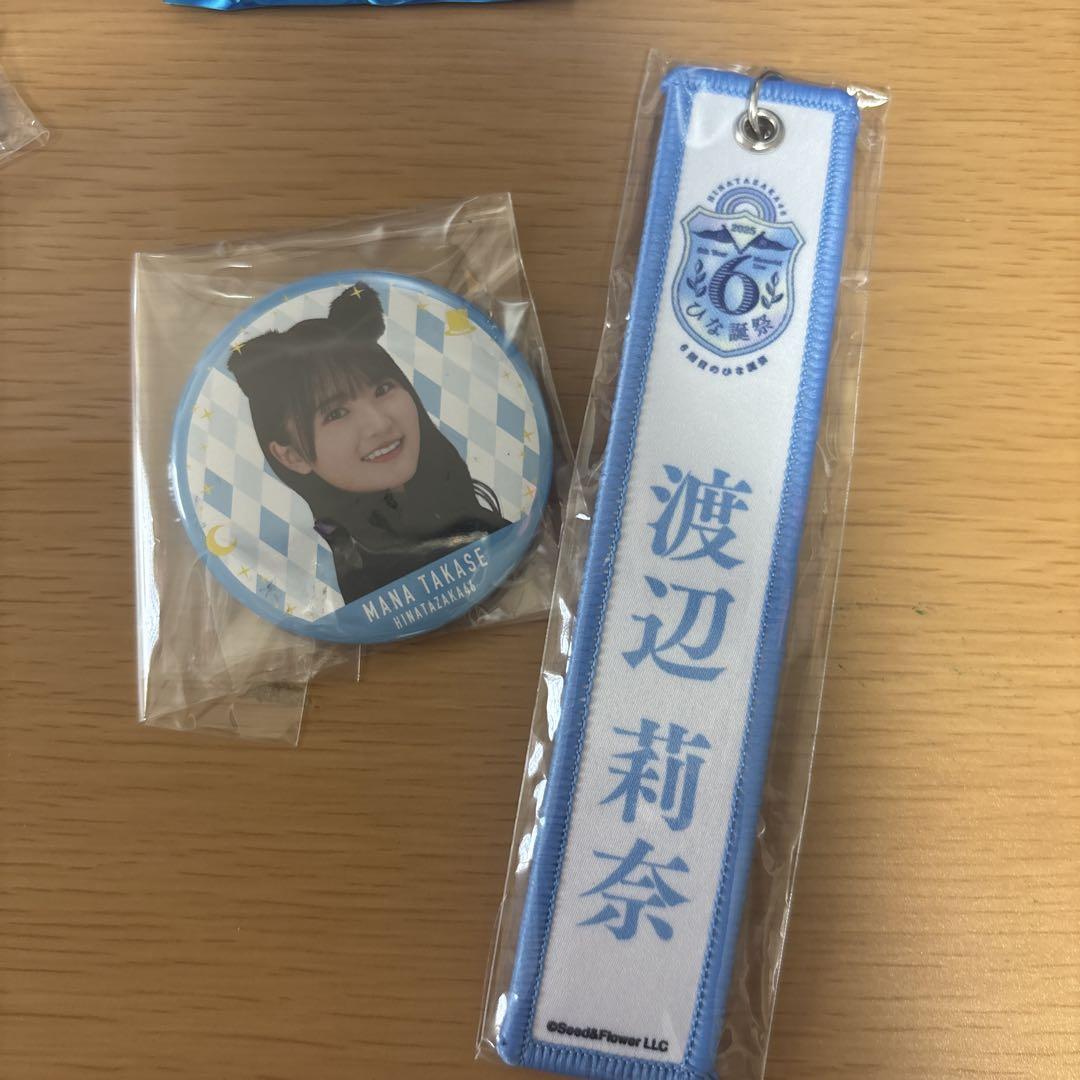 MANA TAKASE
HINATAZAKA46
HINATAZAKA46
2025
6
ひな誕祭
6回目のひな誕祭
渡辺 莉奈
©Seed&Flower LLC